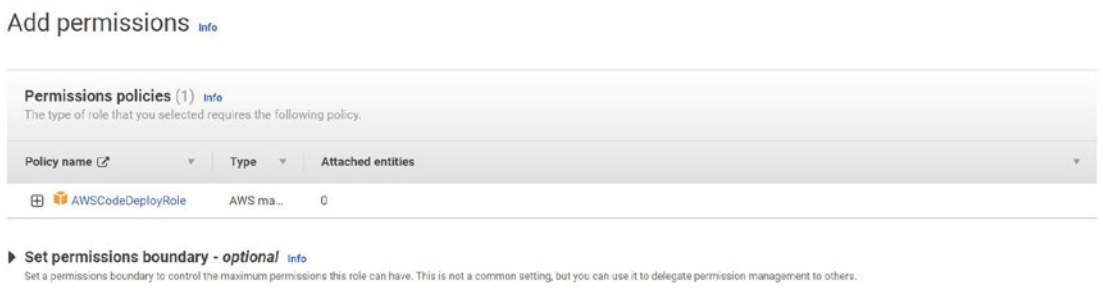 Add permissions Info
Permissions policies (1) Info
The type of role that you selected requires the following policy.
Policy name Type Attached entities
AWSCodeDeployRole AWS ma... 0
Set permissions boundary - optional Info
Set a permissions boundary to control the maximum permissions this role can have. This is not a common setting, but you can use it to delegate permission management to others.